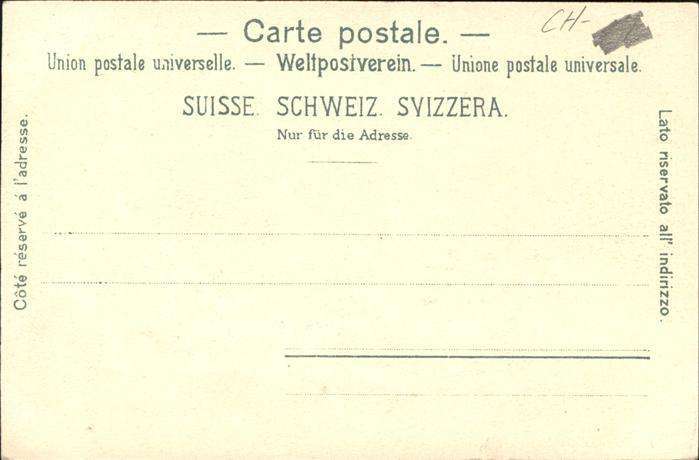 — Carte postale. —
CH-
Union postale universelle. — Weltpostverein. — Unione postale universale.
SUISSE. SCHWEIZ. SVIZZERA.
Nur für die Adresse.
Côté réservé á l'adresse.
Lato riservato all' indirizzo.